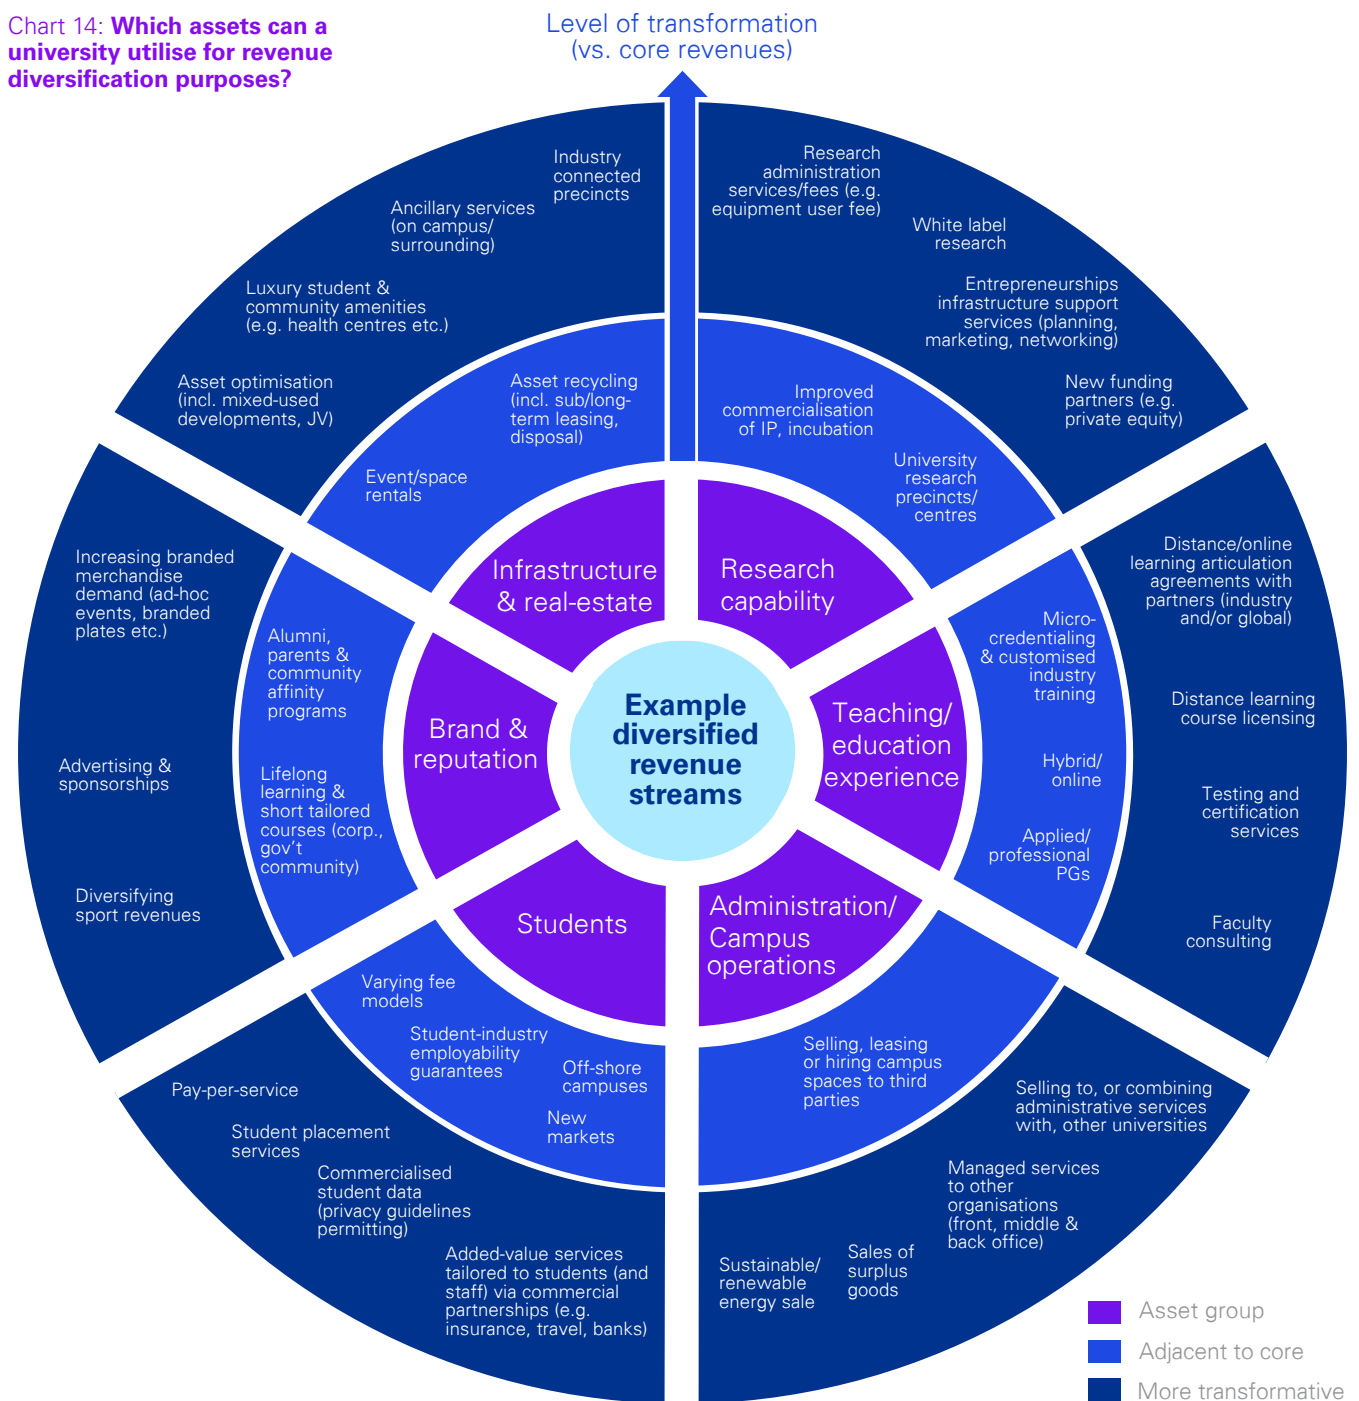 Chart 14: Which assets can a
university utilise for revenue
diversification purposes?
Level of transformation
(vs. core revenues)
Industry
connected
precincts
Ancillary services
(on campus/
surrounding)
Luxury student &
community amenities
(e.g. health centres etc.)
Asset optimisation
(incl. mixed-used
developments, JV)
Asset recycling
(incl. sub/long-
term leasing,
disposal)
Event/space
rentals
Infrastructure
& real-estate
Research
administration
services/fees (e.g.
equipment user fee)
White label
research
Entrepreneurships
infrastructure support
services (planning,
marketing, networking)
New funding
partners (e.g.
private equity)
Improved
commercialisation
of IP, incubation
University
research
precincts/
centres
Research
capability
Distance/online
learning articulation
agreements with
partners (industry
and/or global)
Distance learning
course licensing
Testing and
certification
services
Faculty
consulting
Micro-
credentialing
& customised
industry
training
Hybrid/
online
Applied/
professional
PGs
Teaching/
education
experience
Example
diversified
revenue
streams
Increasing branded
merchandise
demand (ad-hoc
events, branded
plates etc.)
Advertising &
sponsorships
Diversifying
sport revenues
Alumni,
parents &
community
affinity
programs
Lifelong
learning &
short tailored
courses (corp.,
gov't
community)
Brand &
reputation
Students
Varying fee
models
Student-industry
employability
guarantees
Off-shore
campuses
New
markets
Pay-per-service
Student placement
services
Commercialised
student data
(privacy guidelines
permitting)
Added-value services
tailored to students (and
staff) via commercial
partnerships (e.g.
insurance, travel, banks)
Administration/
Campus
operations
Selling, leasing
or hiring campus
spaces to third
parties
Selling to, or combining
administrative services
with, other universities
Managed services
to other
organisations
(front, middle &
back office)
Sales of
surplus
goods
Sustainable/
renewable
energy sale
Asset group
Adjacent to core
More transformative